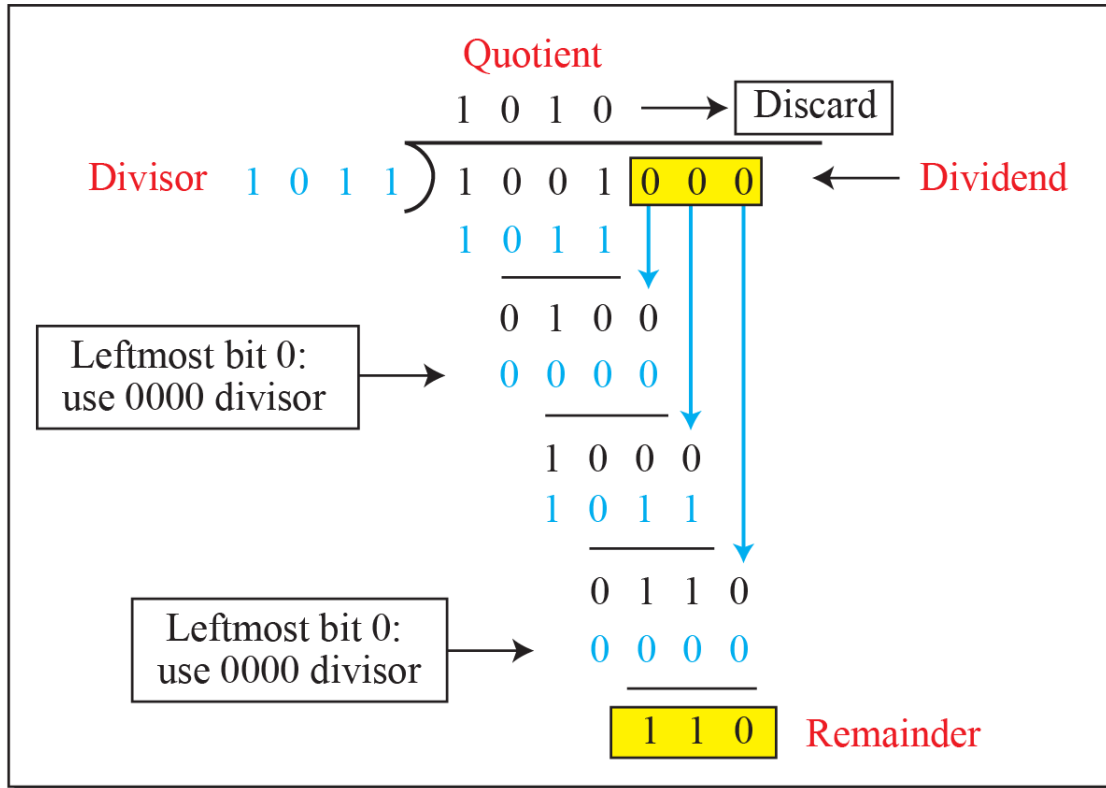 Quotient
1 0 1 0 Discard
Divisor 1 0 1 1 1 0 0 1 0 0 0 Dividend
1 0 1 1
0 1 0 0
Leftmost bit 0:
use 0000 divisor
0 0 0 0
1 0 0 0
1 0 1 1
0 1 1 0
Leftmost bit 0:
use 0000 divisor
0 0 0 0
1 1 0 Remainder